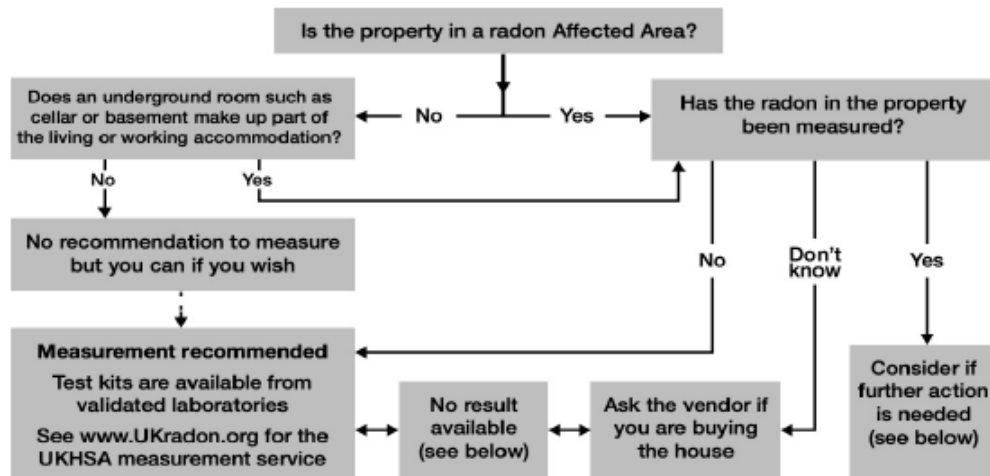 Is the property in a radon Affected Area?
Does an underground room such as
cellar or basement make up part of
the living or working accommodation?
No
Yes
Has the radon in the property
been measured?
No
Yes
No recommendation to measure
but you can if you wish
No
Don't
know
Yes
Measurement recommended
Test kits are available from
validated laboratories
See www.UKradon.org for the
UKHSA measurement service
No result
available
(see below)
Ask the vendor if
you are buying
the house
Consider if
further action
is needed
(see below)